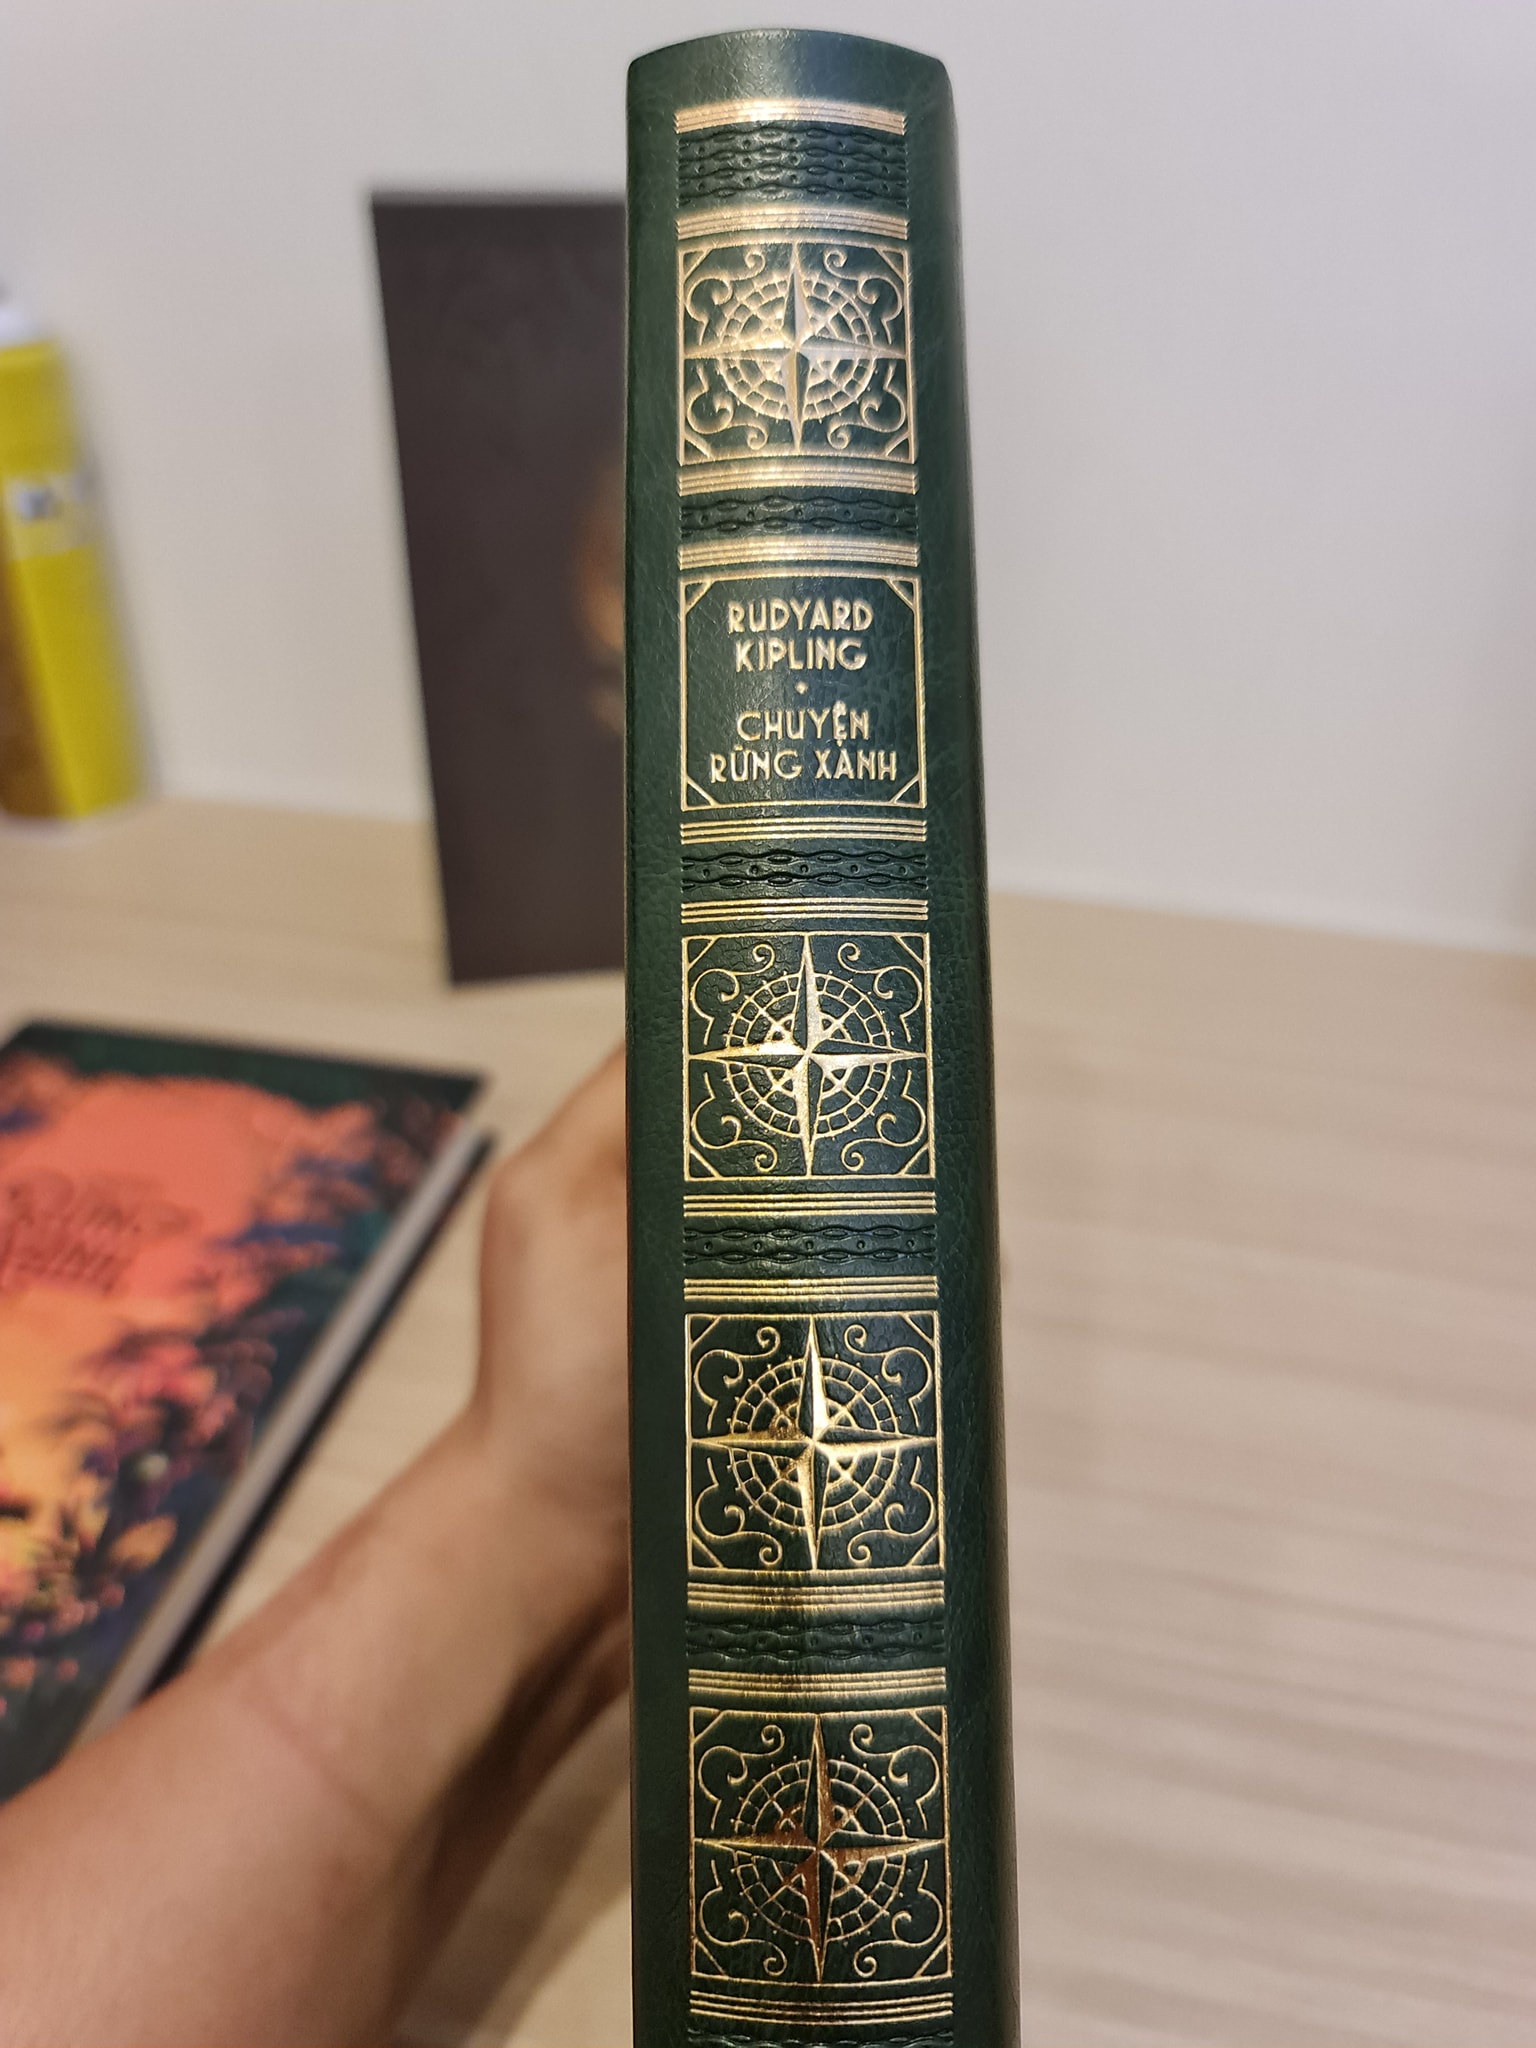 RUDYARD
KIPLING
•
CHUYỆN
RỪNG XANH